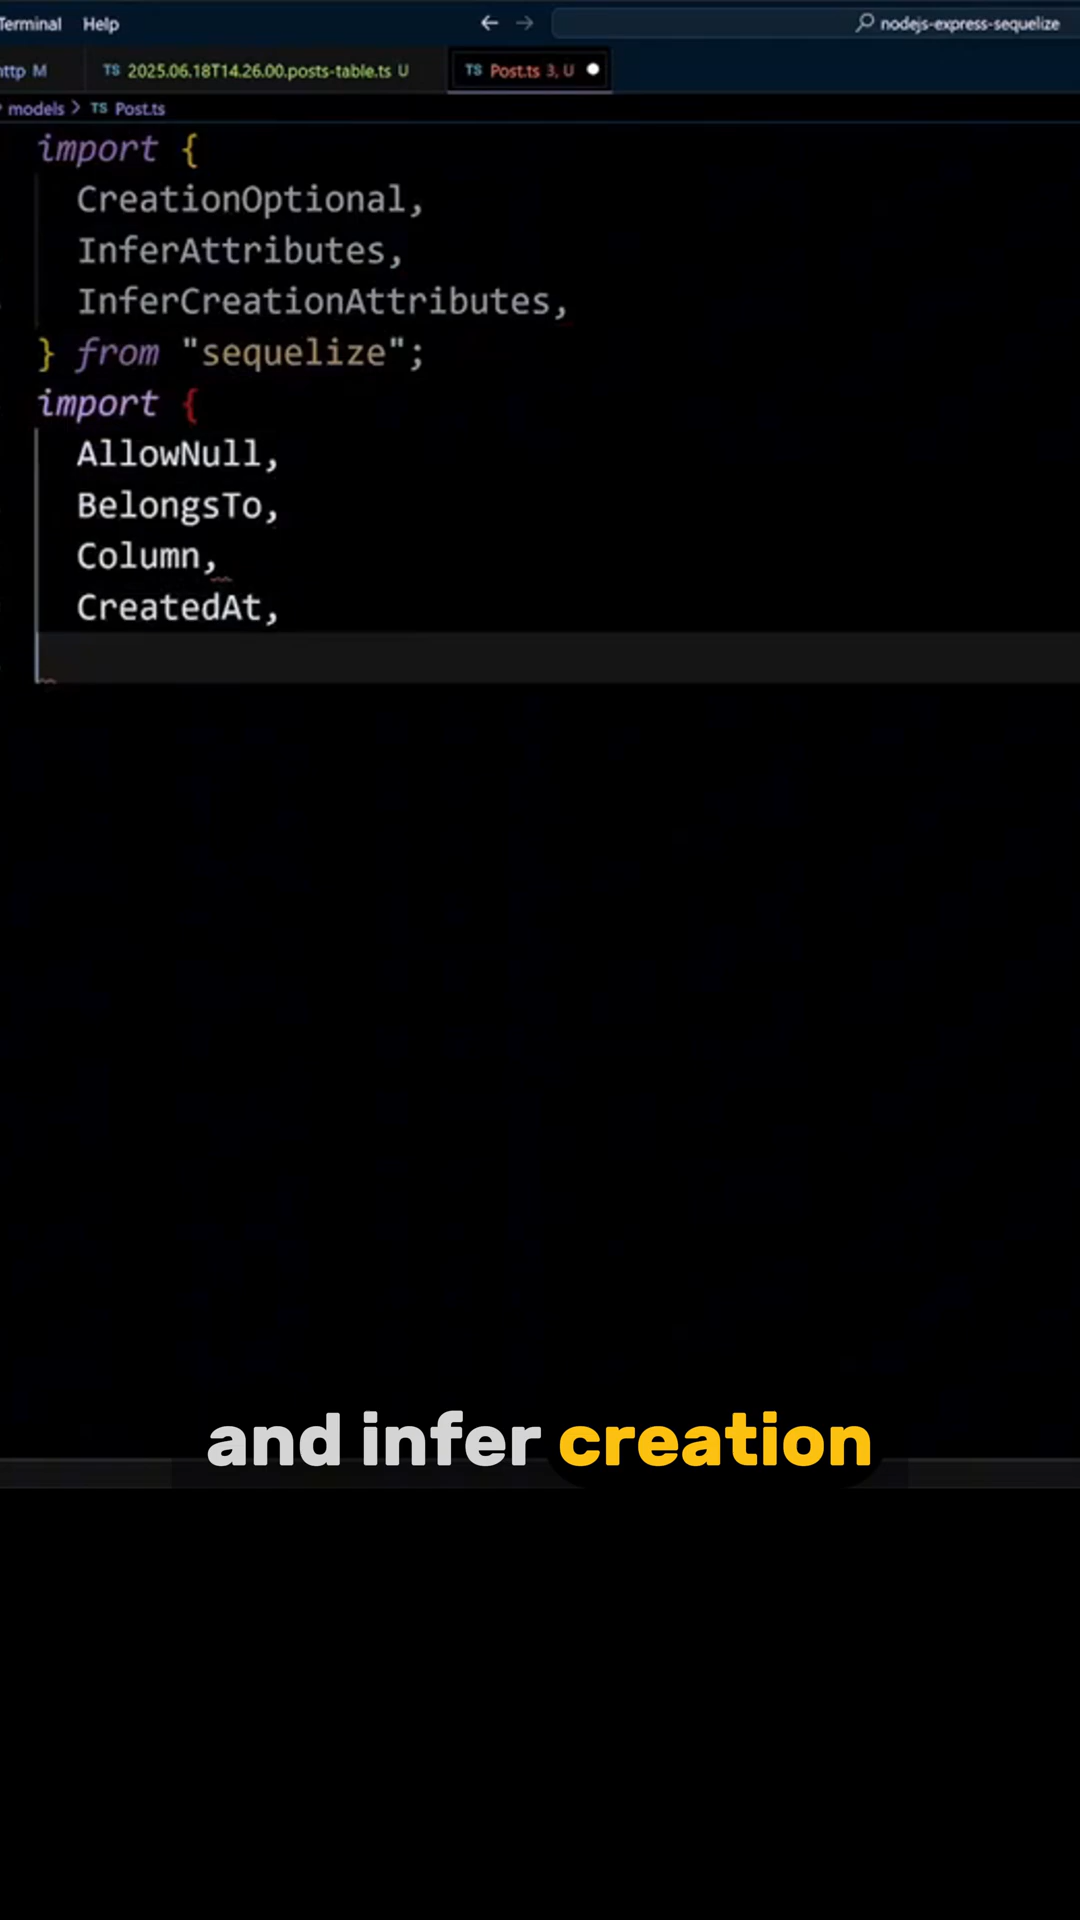 Terminal Help nodejs-express-sequelize
http M TS 2025.06.18T14.26.00.posts-table.ts U TS Post.ts 3, U
models > TS Post.ts
import {
CreationOptional,
InferAttributes,
InferCreationAttributes,
} from "sequelize";
import {
AllowNull,
BelongsTo,
Column,
CreatedAt,
and infer creation